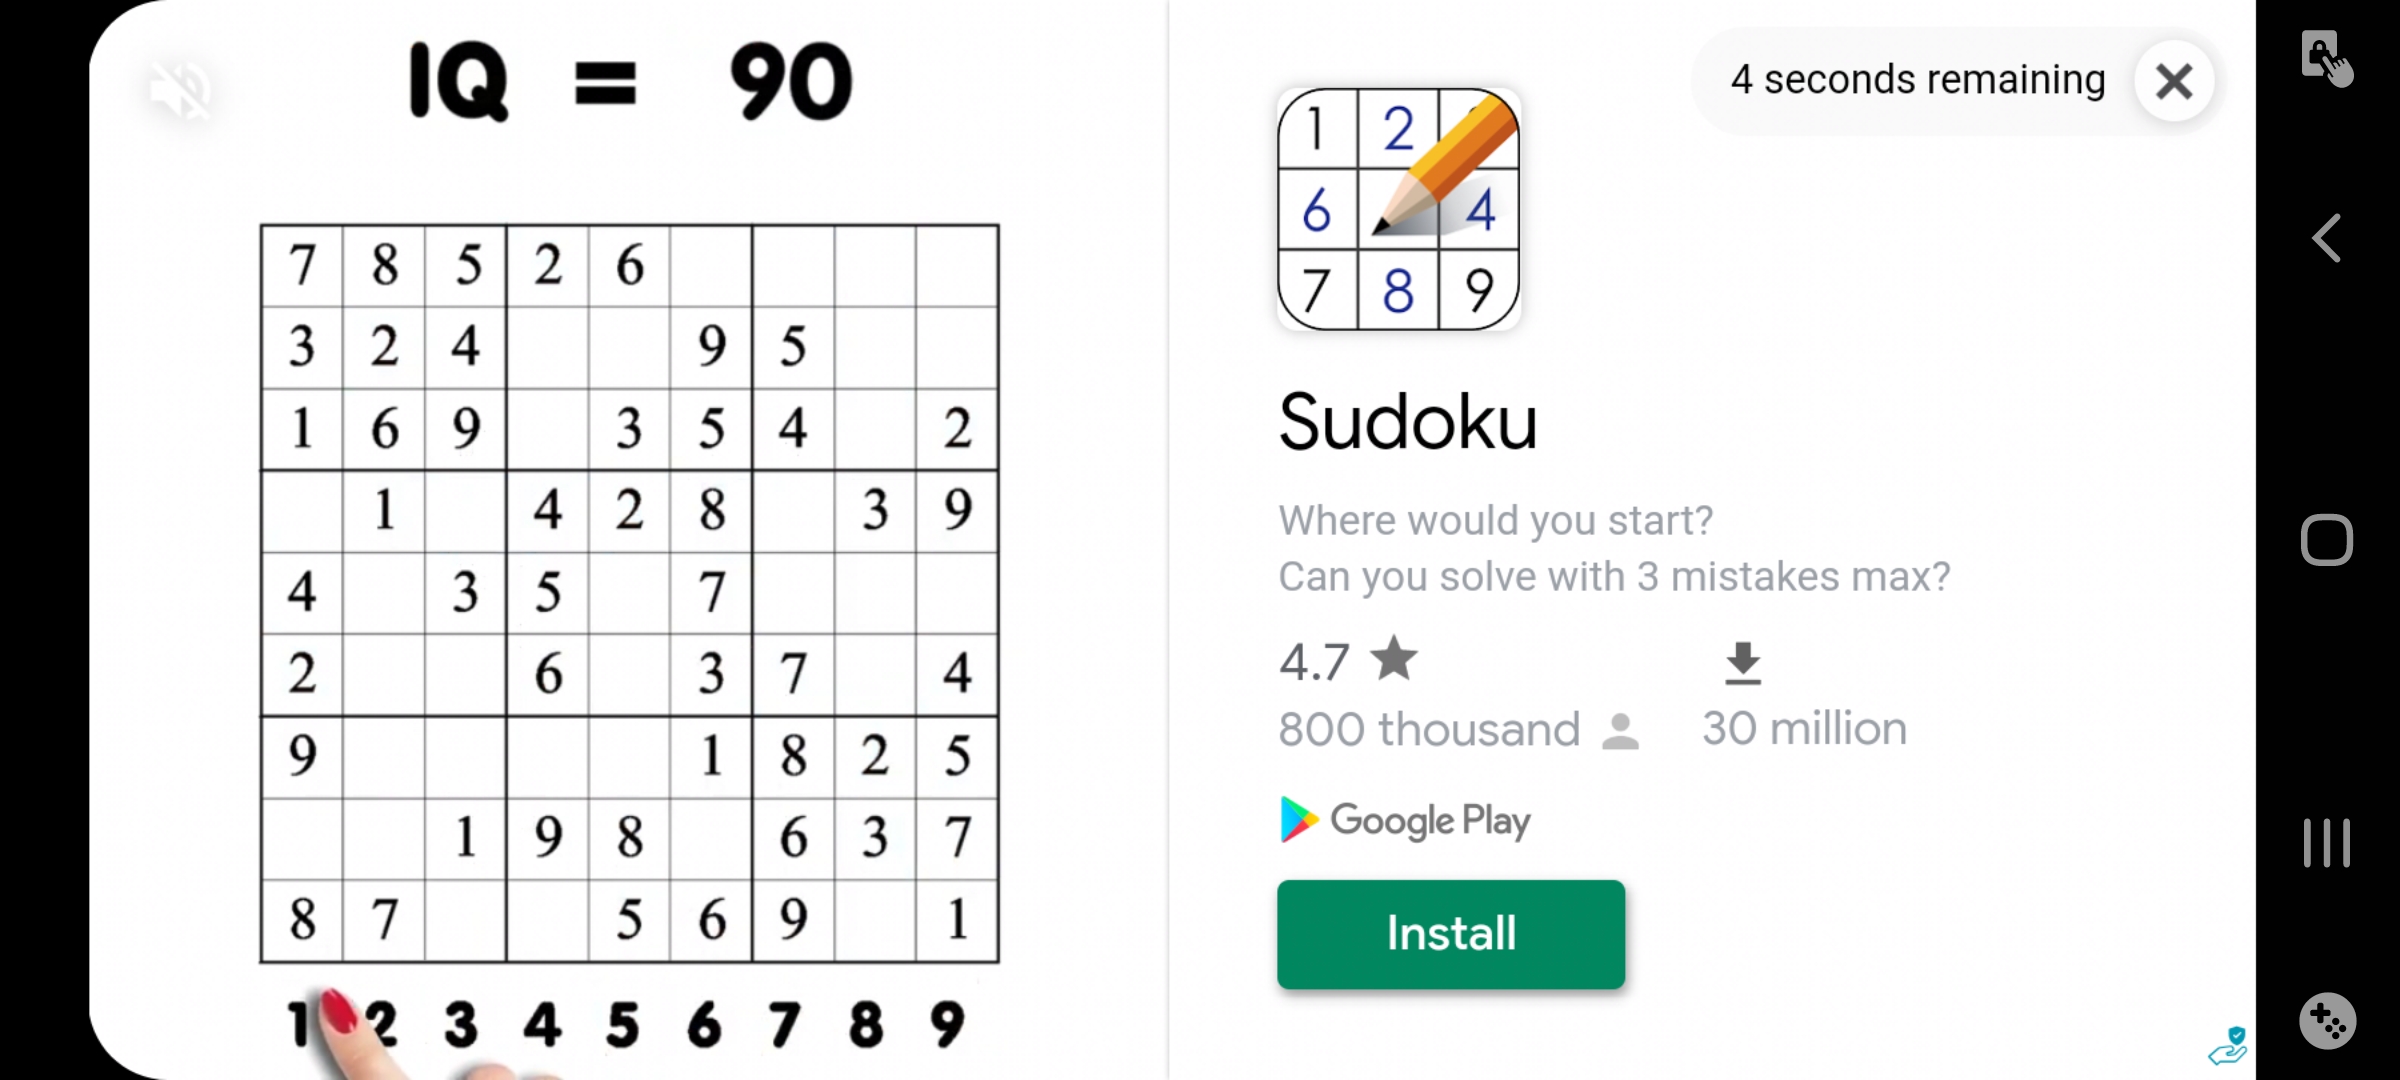 IQ = 90
7 8 5 2 6
3 2 4 9 5
1 6 9 3 5 4 2
1 4 2 8 3 9
4 3 5 7
2 6 3 7 4
9 1 8 2 5
1 9 8 6 3 7
8 7 5 6 9 1
1 2 3 4 5 6 7 8 9
4 seconds remaining
1 2
6 4
7 8 9
Sudoku
Where would you start?
Can you solve with 3 mistakes max?
4.7
800 thousand
30 million
Google Play
Install